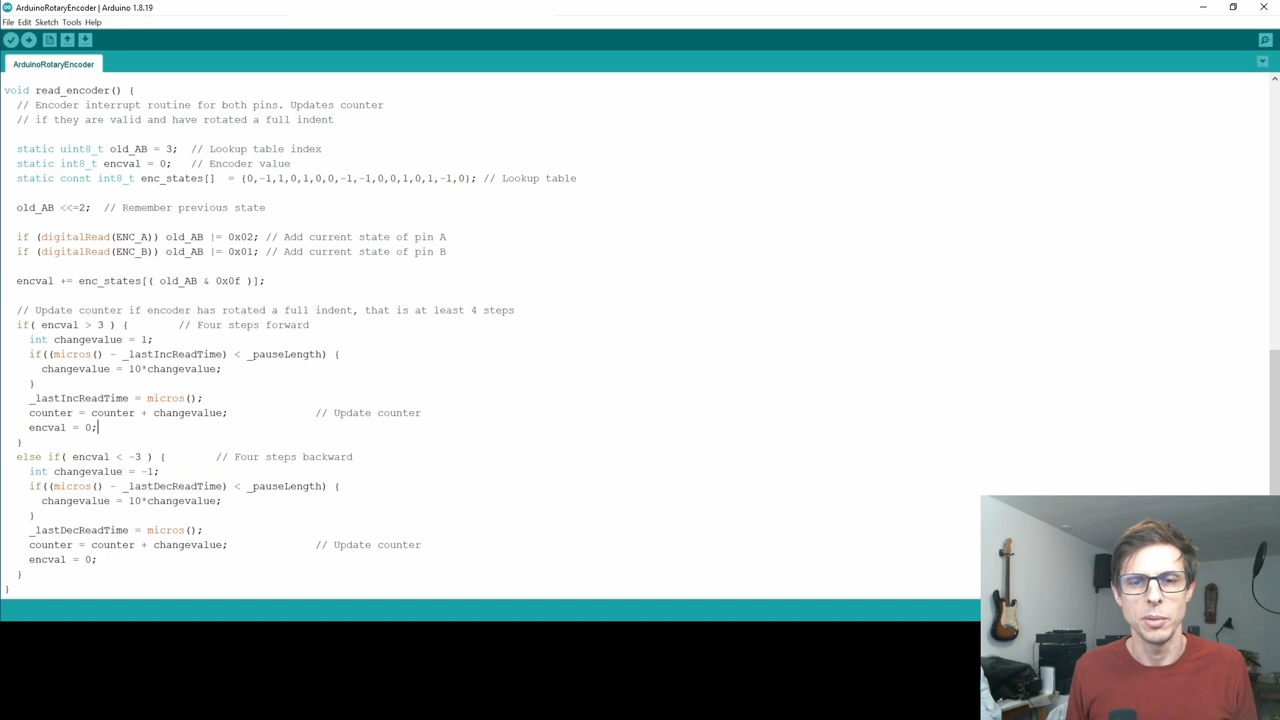 ArduinoRotaryEncoder | Arduino 1.8.19
File Edit Sketch Tools Help
ArduinoRotaryEncoder
void read_encoder() {
// Encoder interrupt routine for both pins. Updates counter
// if they are valid and have rotated a full indent
static uint8_t old_AB = 3; // Lookup table index
static int8_t encval = 0; // Encoder value
static const int8_t enc_states[] = {0,-1,1,0,1,0,0,-1,-1,0,0,1,0,1,-1,0}; // Lookup table
old_AB <<=2; // Remember previous state
if (digitalRead(ENC_A)) old_AB |= 0x02; // Add current state of pin A
if (digitalRead(ENC_B)) old_AB |= 0x01; // Add current state of pin B
encval += enc_states[( old_AB & 0x0f )];
// Update counter if encoder has rotated a full indent, that is at least 4 steps
if( encval > 3 ) { // Four steps forward
int changevalue = 1;
if((micros() - _lastIncReadTime) < _pauseLength) {
changevalue = 10*changevalue;
}
_lastIncReadTime = micros();
counter = counter + changevalue; // Update counter
encval = 0;
}
else if( encval < -3 ) { // Four steps backward
int changevalue = -1;
if((micros() - _lastDecReadTime) < _pauseLength) {
changevalue = 10*changevalue;
}
_lastDecReadTime = micros();
counter = counter + changevalue; // Update counter
encval = 0;
}
}